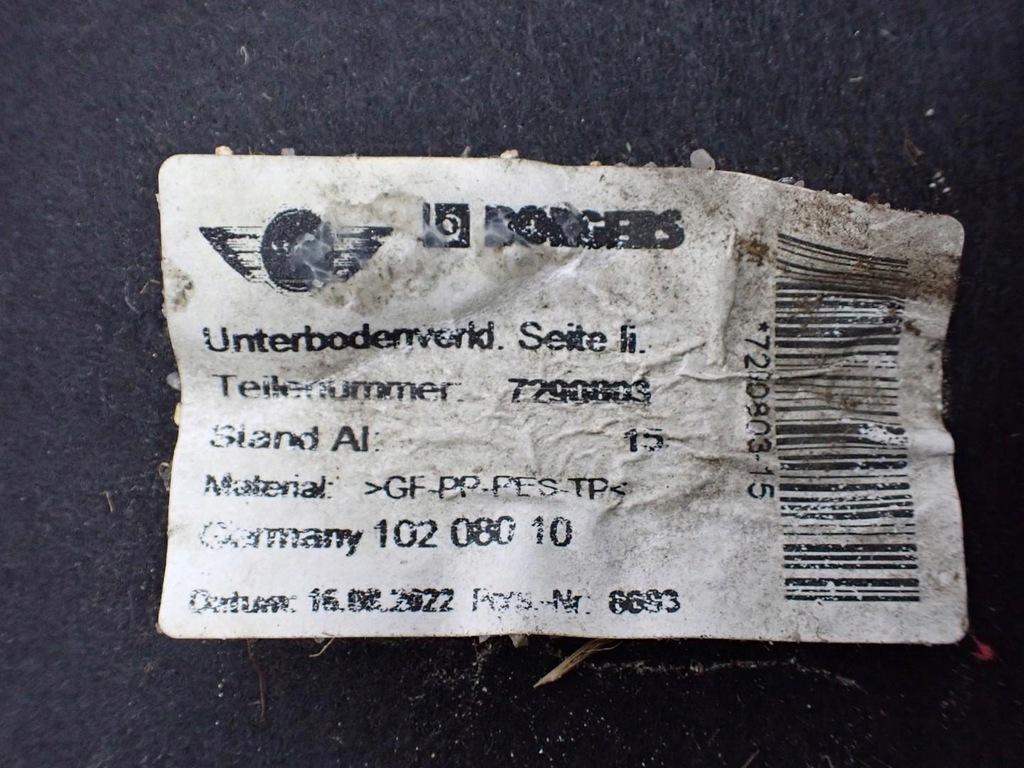 BORGERS
Unterbodenverkl. Seite li.
Teilenummer: 7290803
Stand AI: 15
Material: >GF-PP-PES-TP<
Germany 102 080 10
Datum: 16.08.2022 Pers.-Nr. 6693
*7290803-15